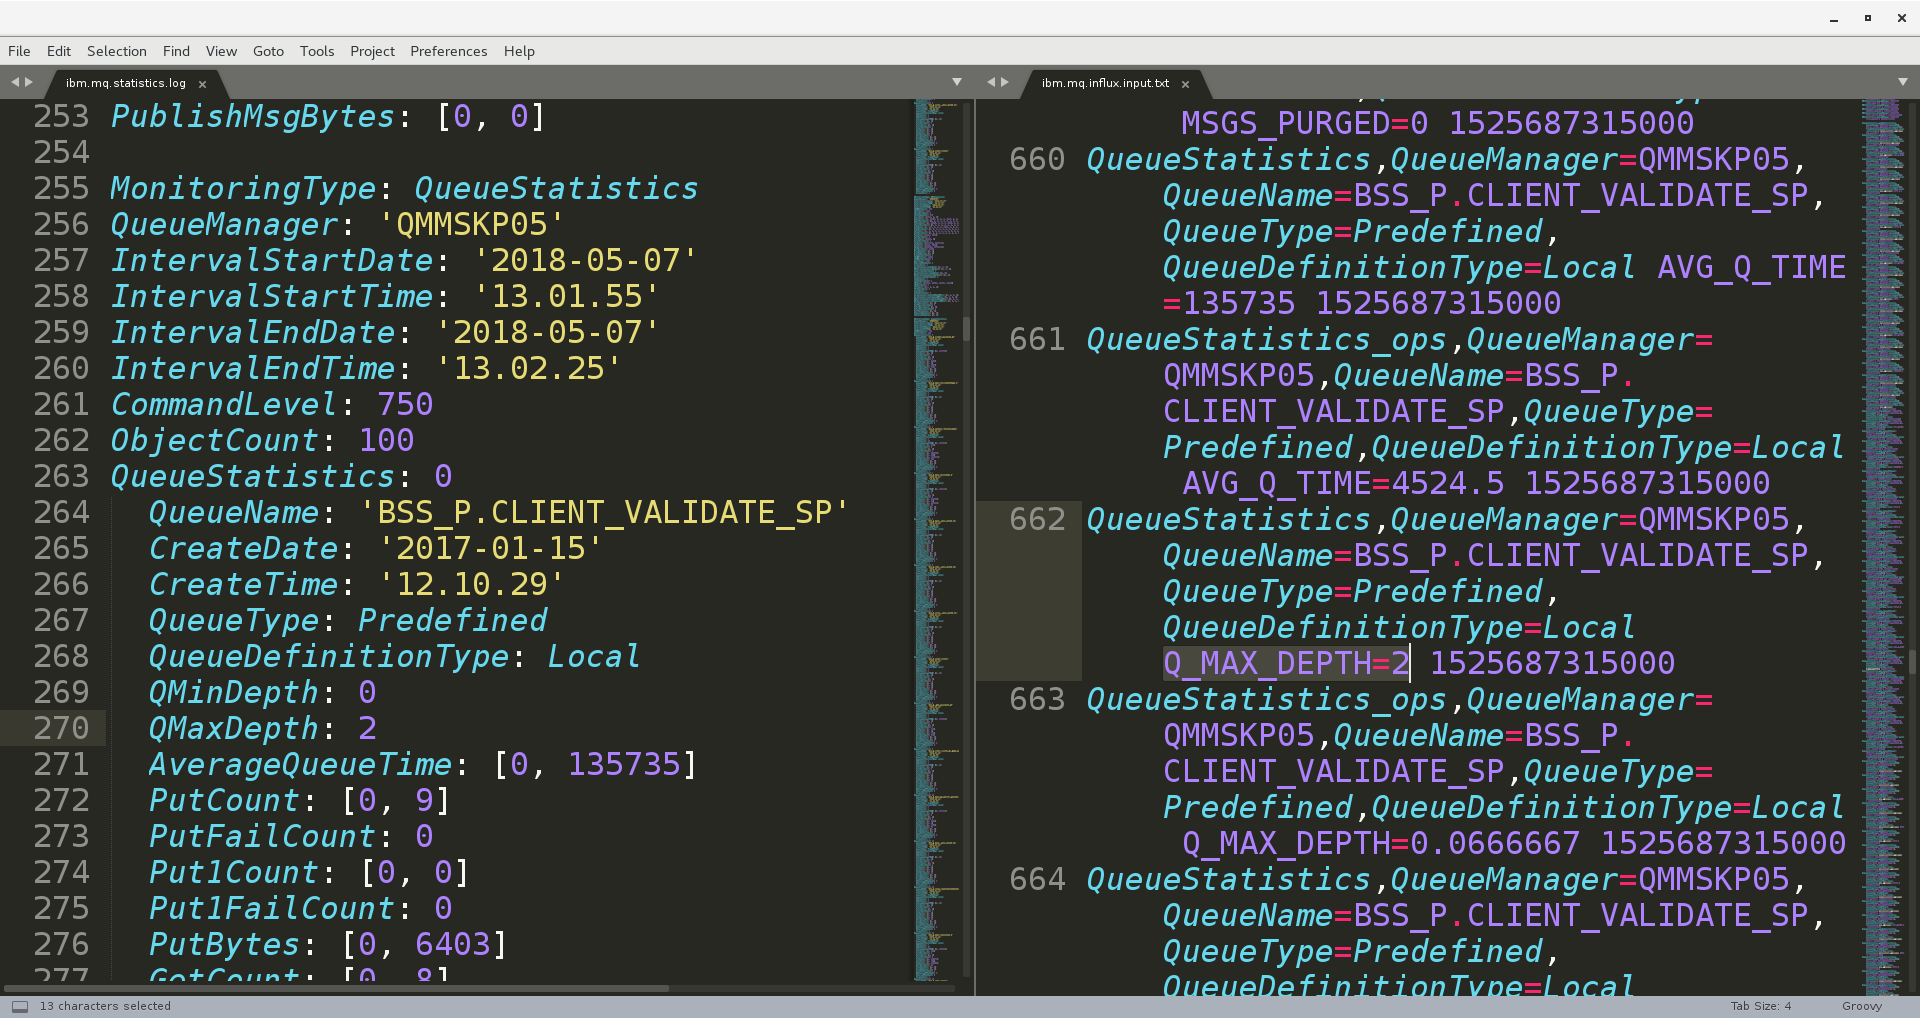 File Edit Selection Find View Goto Tools Project Preferences Help
ibm.mq.statistics.log
253 PublishMsgBytes: [0, 0]
254
255 MonitoringType: QueueStatistics
256 QueueManager: 'QMMSKP05'
257 IntervalStartDate: '2018-05-07'
258 IntervalStartTime: '13.01.55'
259 IntervalEndDate: '2018-05-07'
260 IntervalEndTime: '13.02.25'
261 CommandLevel: 750
262 ObjectCount: 100
263 QueueStatistics: 0
264 QueueName: 'BSS_P.CLIENT_VALIDATE_SP'
265 CreateDate: '2017-01-15'
266 CreateTime: '12.10.29'
267 QueueType: Predefined
268 QueueDefinitionType: Local
269 QMinDepth: 0
270 QMaxDepth: 2
271 AverageQueueTime: [0, 135735]
272 PutCount: [0, 9]
273 PutFailCount: 0
274 Put1Count: [0, 0]
275 Put1FailCount: 0
276 PutBytes: [0, 6403]
277 GetCount: [0, 8]
ibm.mq.influx.input.txt
MSGS_PURGED=0 1525687315000
660 QueueStatistics,QueueManager=QMMSKP05,
QueueName=BSS_P.CLIENT_VALIDATE_SP,
QueueType=Predefined,
QueueDefinitionType=Local AVG_Q_TIME
=135735 1525687315000
661 QueueStatistics_ops,QueueManager=
QMMSKP05,QueueName=BSS_P.
CLIENT_VALIDATE_SP,QueueType=
Predefined,QueueDefinitionType=Local
AVG_Q_TIME=4524.5 1525687315000
662 QueueStatistics,QueueManager=QMMSKP05,
QueueName=BSS_P.CLIENT_VALIDATE_SP,
QueueType=Predefined,
QueueDefinitionType=Local
Q_MAX_DEPTH=2 1525687315000
663 QueueStatistics_ops,QueueManager=
QMMSKP05,QueueName=BSS_P.
CLIENT_VALIDATE_SP,QueueType=
Predefined,QueueDefinitionType=Local
Q_MAX_DEPTH=0.0666667 1525687315000
664 QueueStatistics,QueueManager=QMMSKP05,
QueueName=BSS_P.CLIENT_VALIDATE_SP,
QueueType=Predefined,
QueueDefinitionType=Local
13 characters selected
Tab Size: 4
Groovy